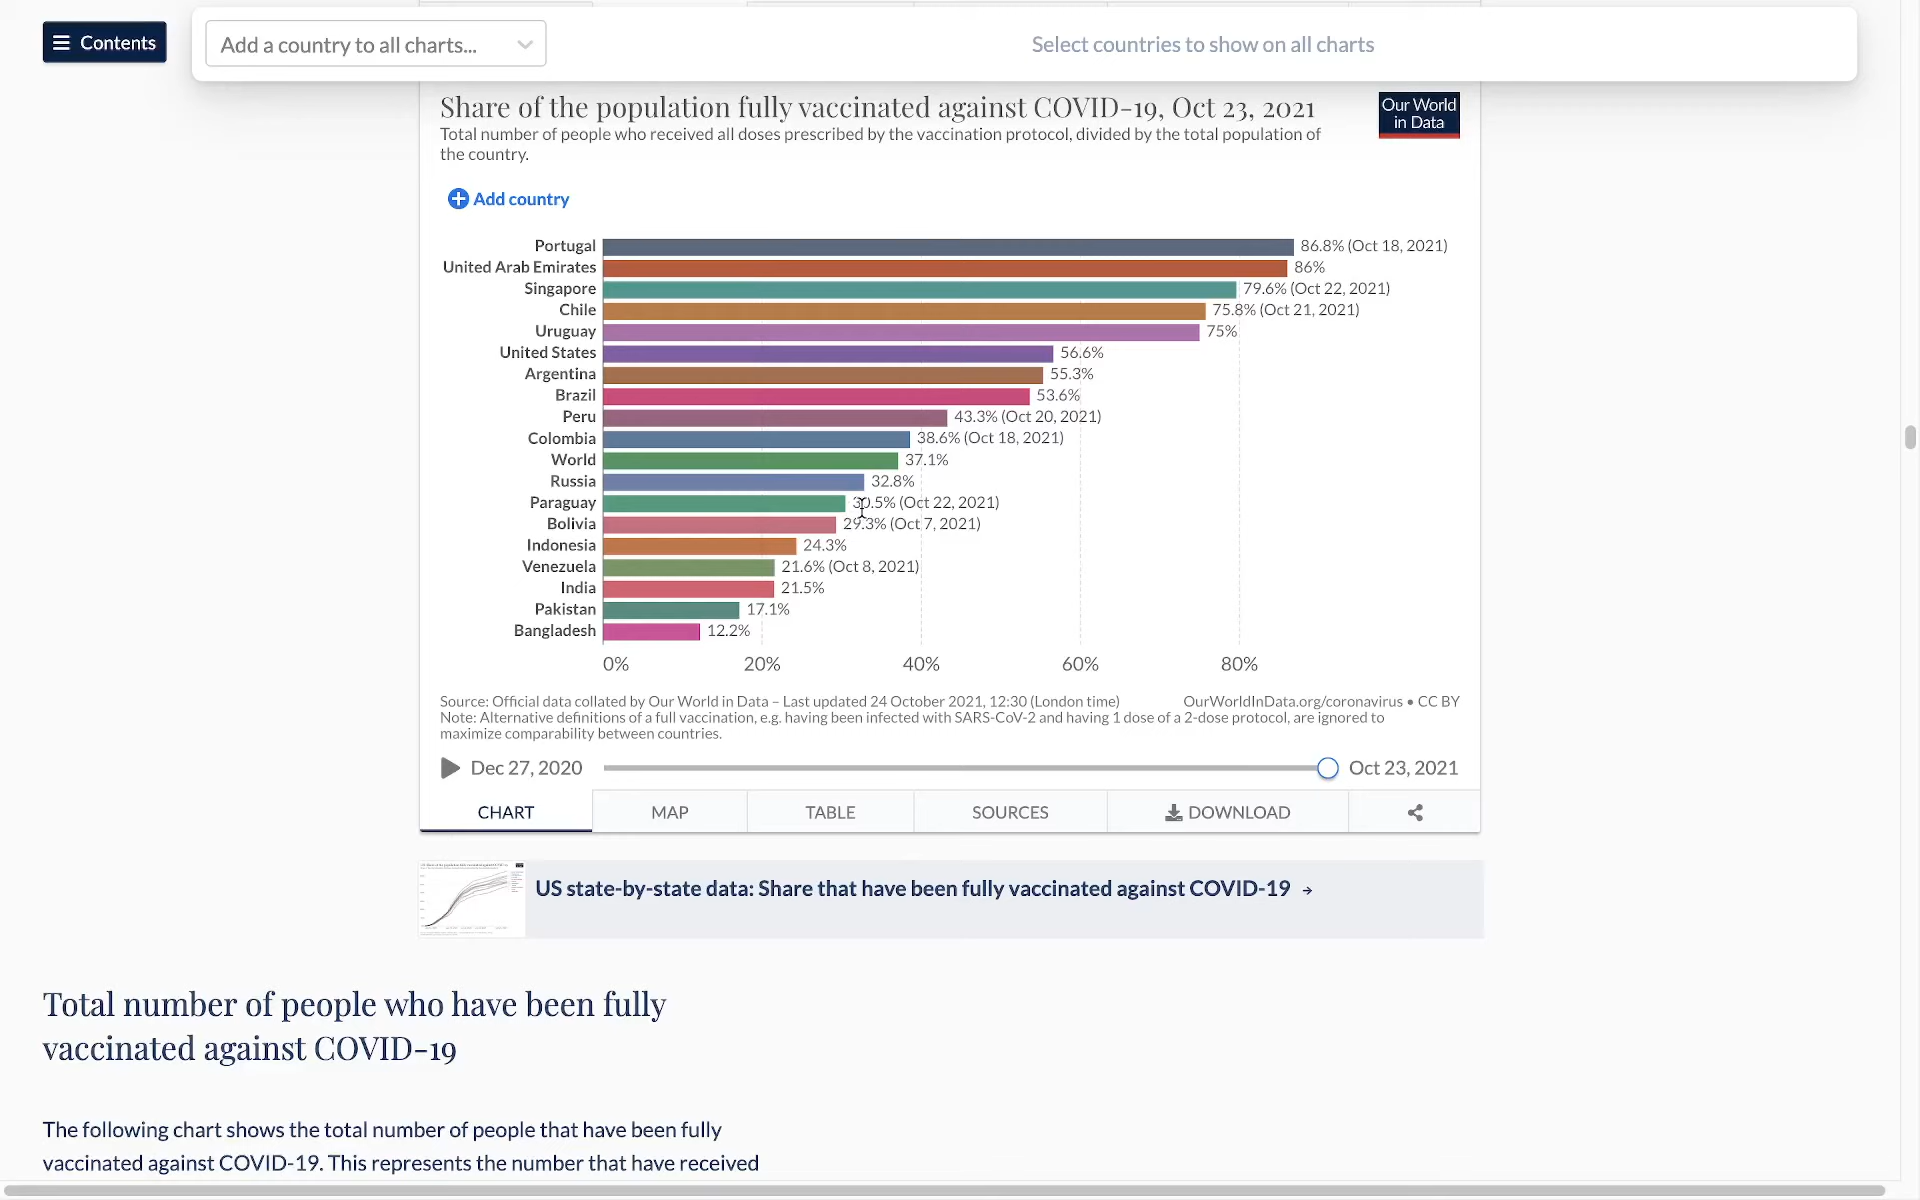 Contents
Add a country to all charts...
Select countries to show on all charts
Share of the population fully vaccinated against COVID-19, Oct 23, 2021
Total number of people who received all doses prescribed by the vaccination protocol, divided by the total population of
the country.
Our World
in Data
Add country
Portugal 86.8% (Oct 18, 2021)
United Arab Emirates 86%
Singapore 79.6% (Oct 22, 2021)
Chile 75.8% (Oct 21, 2021)
Uruguay 75%
United States 56.6%
Argentina 55.3%
Brazil 53.6%
Peru 43.3% (Oct 20, 2021)
Colombia 38.6% (Oct 18, 2021)
World 37.1%
Russia 32.8%
Paraguay 30.5% (Oct 22, 2021)
Bolivia 29.3% (Oct 7, 2021)
Indonesia 24.3%
Venezuela 21.6% (Oct 8, 2021)
India 21.5%
Pakistan 17.1%
Bangladesh 12.2%
0% 20% 40% 60% 80%
Source: Official data collated by Our World in Data – Last updated 24 October 2021, 12:30 (London time) OurWorldInData.org/coronavirus • CC BY
Note: Alternative definitions of a full vaccination, e.g. having been infected with SARS-CoV-2 and having 1 dose of a 2-dose protocol, are ignored to
maximize comparability between countries.
Dec 27, 2020 Oct 23, 2021
CHART MAP TABLE SOURCES DOWNLOAD
US state-by-state data: Share that have been fully vaccinated against COVID-19 →
Total number of people who have been fully
vaccinated against COVID-19
The following chart shows the total number of people that have been fully
vaccinated against COVID-19. This represents the number that have received